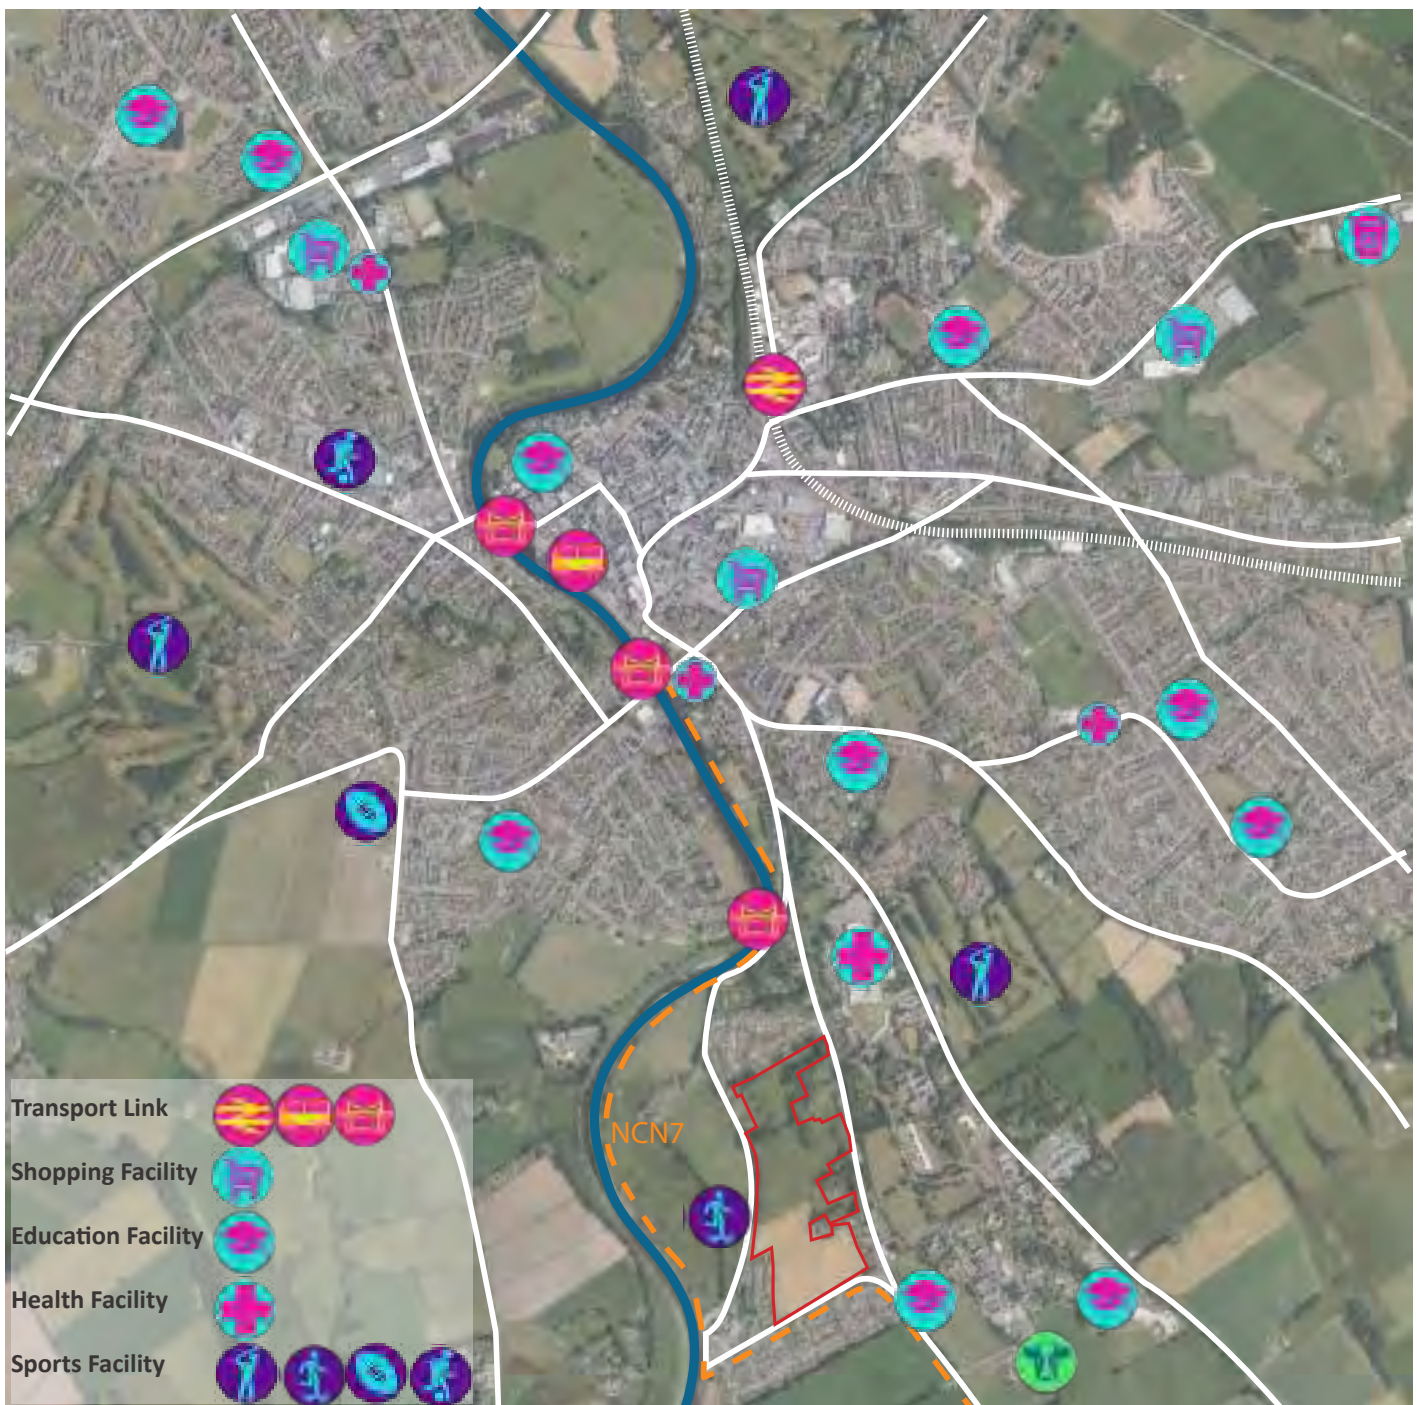 NCN7
Transport Link
Shopping Facility
Education Facility
Health Facility
Sports Facility